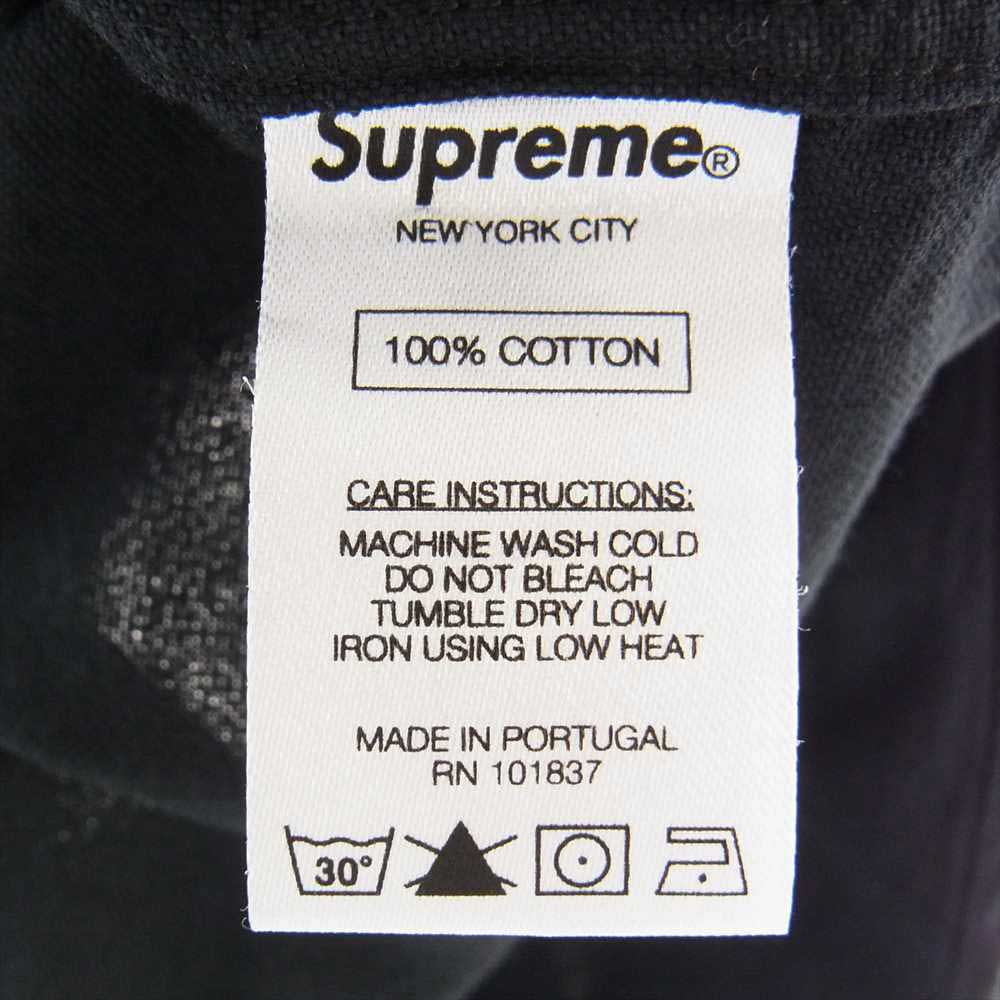 Supreme®
NEW YORK CITY
100% COTTON
CARE INSTRUCTIONS:
MACHINE WASH COLD
DO NOT BLEACH
TUMBLE DRY LOW
IRON USING LOW HEAT
MADE IN PORTUGAL
RN 101837
30°